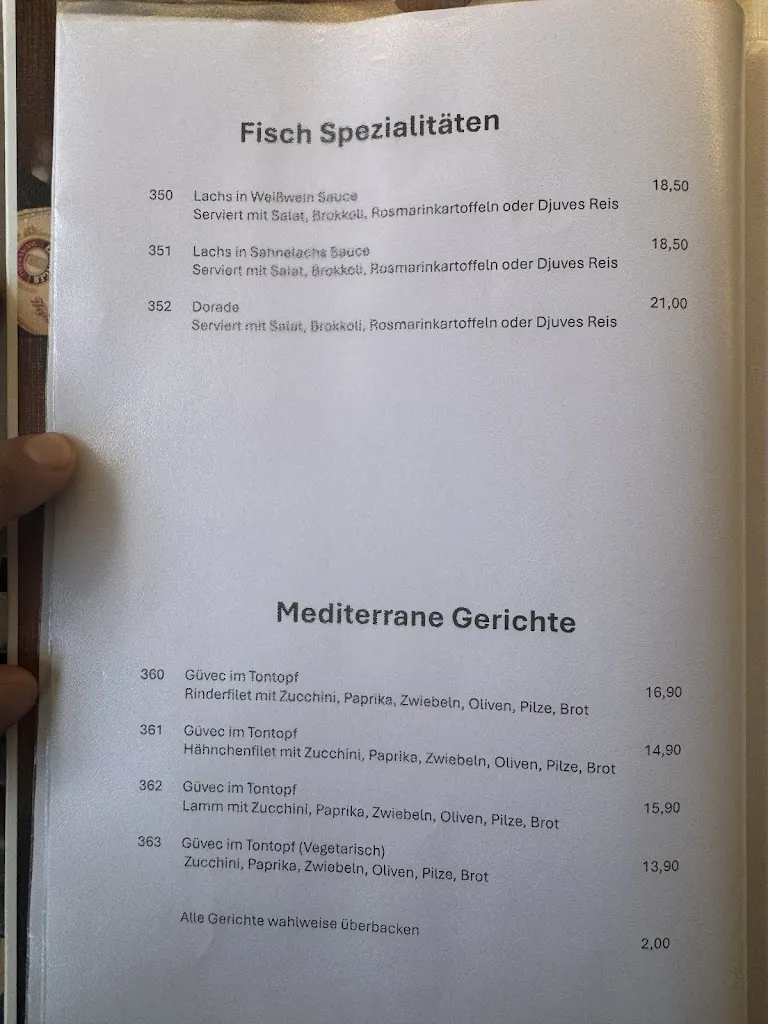 Fisch Spezialitäten
350 Lachs in Weißwein Sauce 18,50
Serviert mit Salat, Brokkoli, Rosmarinkartoffeln oder Djuves Reis
351 Lachs in Sahnelachs Sauce 18,50
Serviert mit Salat, Brokkoli, Rosmarinkartoffeln oder Djuves Reis
352 Dorade 21,00
Serviert mit Salat, Brokkoli, Rosmarinkartoffeln oder Djuves Reis
Mediterrane Gerichte
360 Güvec im Tontopf 16,90
Rinderfilet mit Zucchini, Paprika, Zwiebeln, Oliven, Pilze, Brot
361 Güvec im Tontopf 14,90
Hähnchenfilet mit Zucchini, Paprika, Zwiebeln, Oliven, Pilze, Brot
362 Güvec im Tontopf 15,90
Lamm mit Zucchini, Paprika, Zwiebeln, Oliven, Pilze, Brot
363 Güvec im Tontopf (Vegetarisch) 13,90
Zucchini, Paprika, Zwiebeln, Oliven, Pilze, Brot
Alle Gerichte wahlweise überbacken 2,00